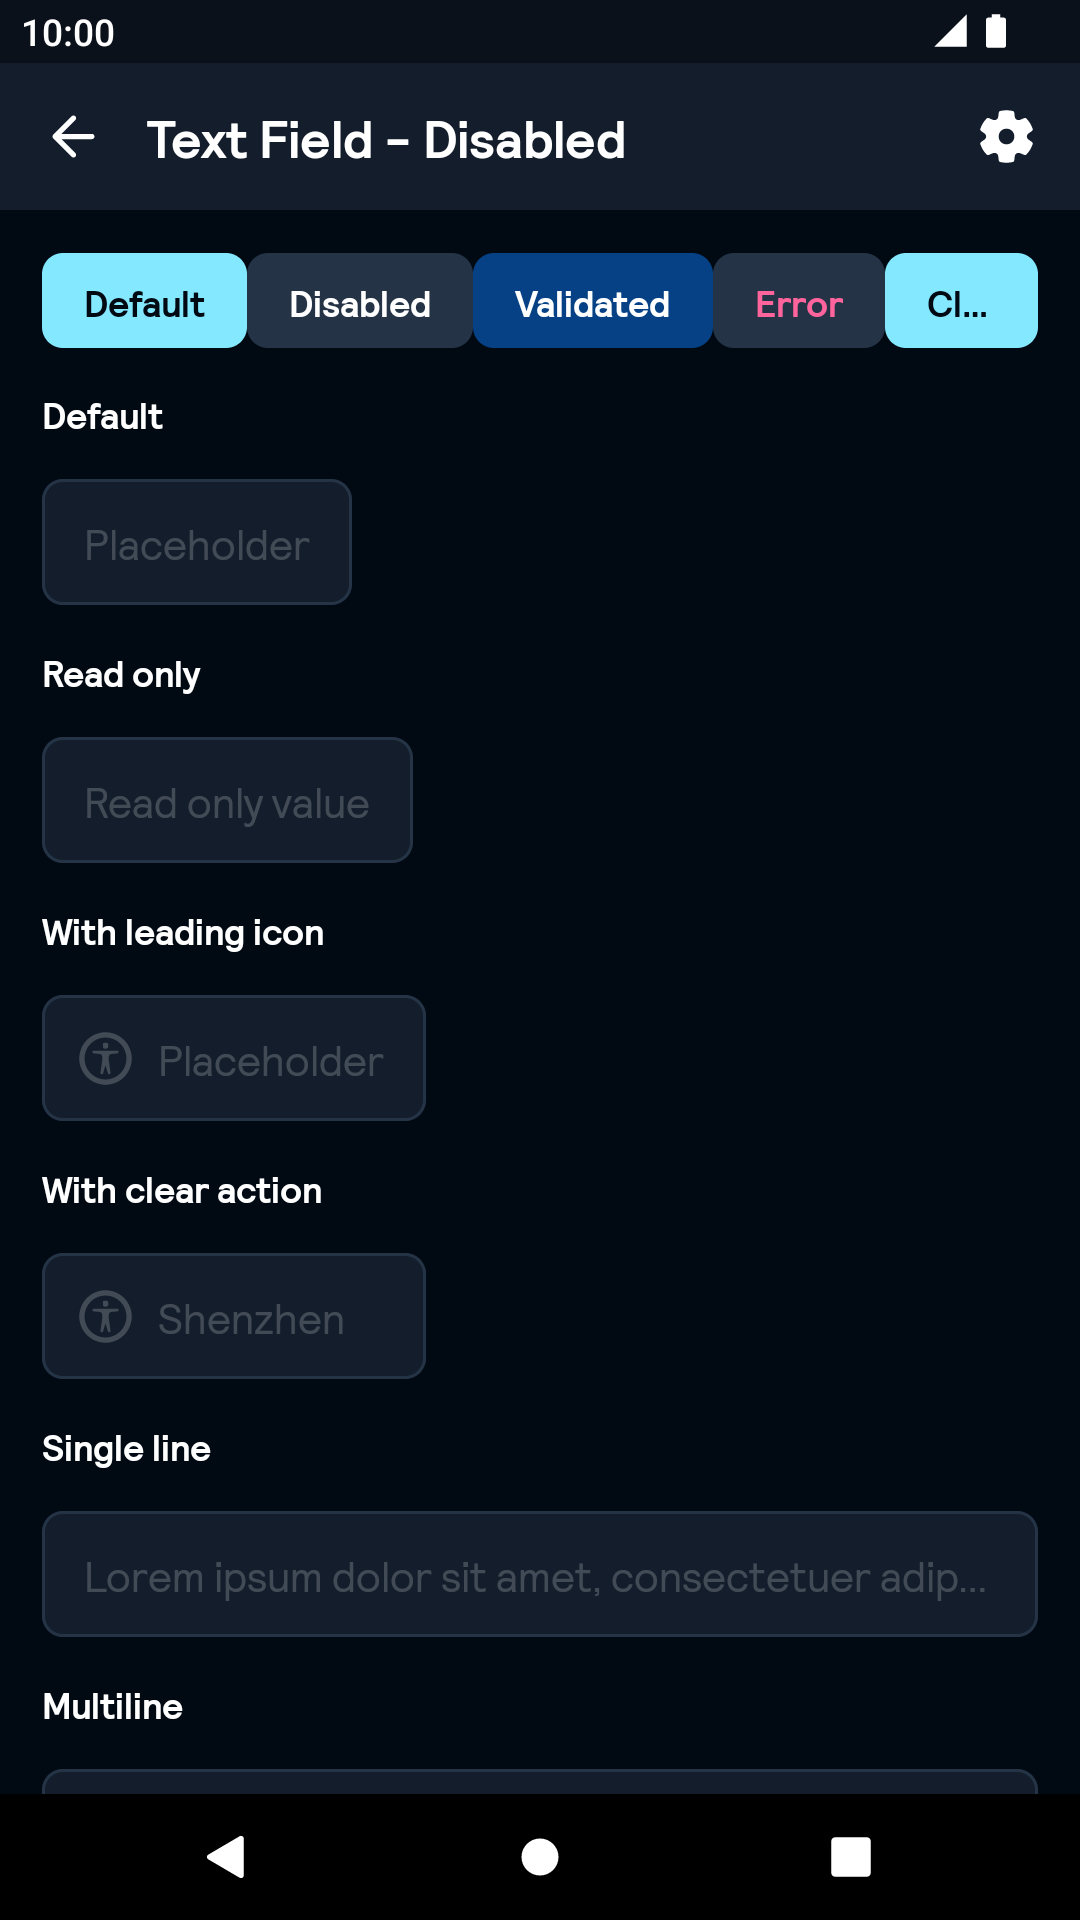 10:00
Text Field - Disabled
Default Disabled Validated Error Cl...
Default
Placeholder
Read only
Read only value
With leading icon
Placeholder
With clear action
Shenzhen
Single line
Lorem ipsum dolor sit amet, consectetuer adip...
Multiline